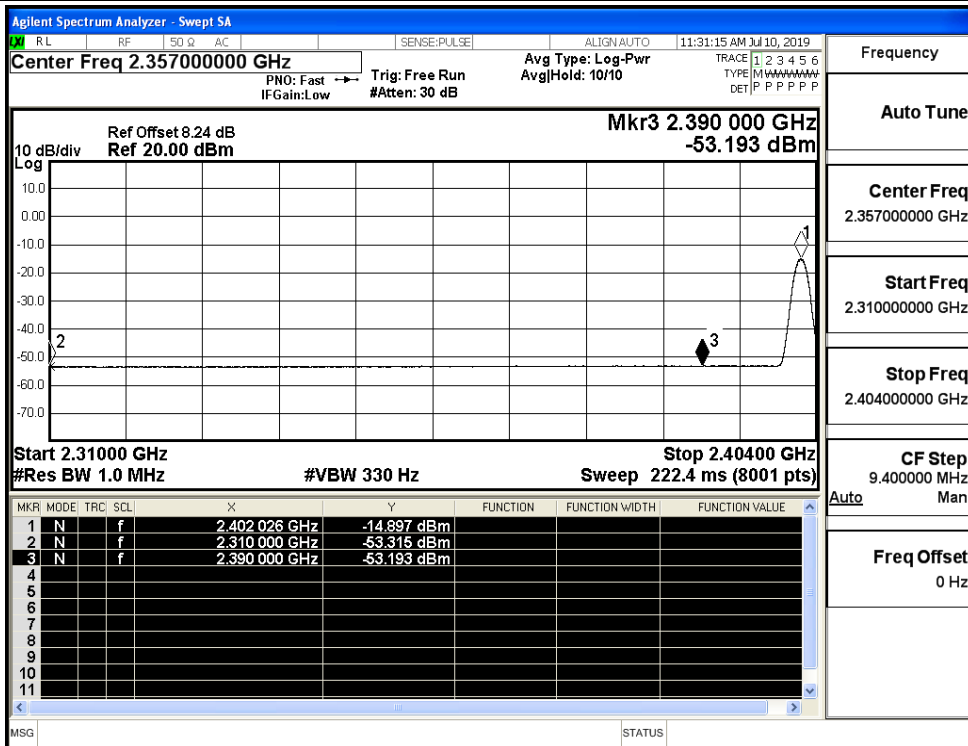 Agilent Spectrum Analyzer - Swept SA
LXI RL RF 50 Ω AC SENSE:PULSE ALIGN AUTO 11:31:15 AM Jul 10, 2019
Center Freq 2.357000000 GHz
PNO: Fast
IFGain:Low
Trig: Free Run
#Atten: 30 dB
Avg Type: Log-Pwr
Avg|Hold: 10/10
TRACE 1 2 3 4 5 6
TYPE M W W W W W
DET P P P P P P
Mkr3 2.390 000 GHz
-53.193 dBm
Ref Offset 8.24 dB
10 dB/div Ref 20.00 dBm
Log
10.0
0.00
-10.0
-20.0
-30.0
-40.0
-50.0
-60.0
-70.0
1
2
3
Start 2.31000 GHz Stop 2.40400 GHz
#Res BW 1.0 MHz #VBW 330 Hz Sweep 222.4 ms (8001 pts)
MKR MODE TRC SCL X Y FUNCTION FUNCTION WIDTH FUNCTION VALUE
1 N f 2.402 026 GHz -14.897 dBm
2 N f 2.310 000 GHz -53.315 dBm
3 N f 2.390 000 GHz -53.193 dBm
4
5
6
7
8
9
10
11
MSG STATUS
Frequency
Auto Tune
Center Freq
2.357000000 GHz
Start Freq
2.310000000 GHz
Stop Freq
2.404000000 GHz
CF Step
9.400000 MHz
Auto Man
Freq Offset
0 Hz